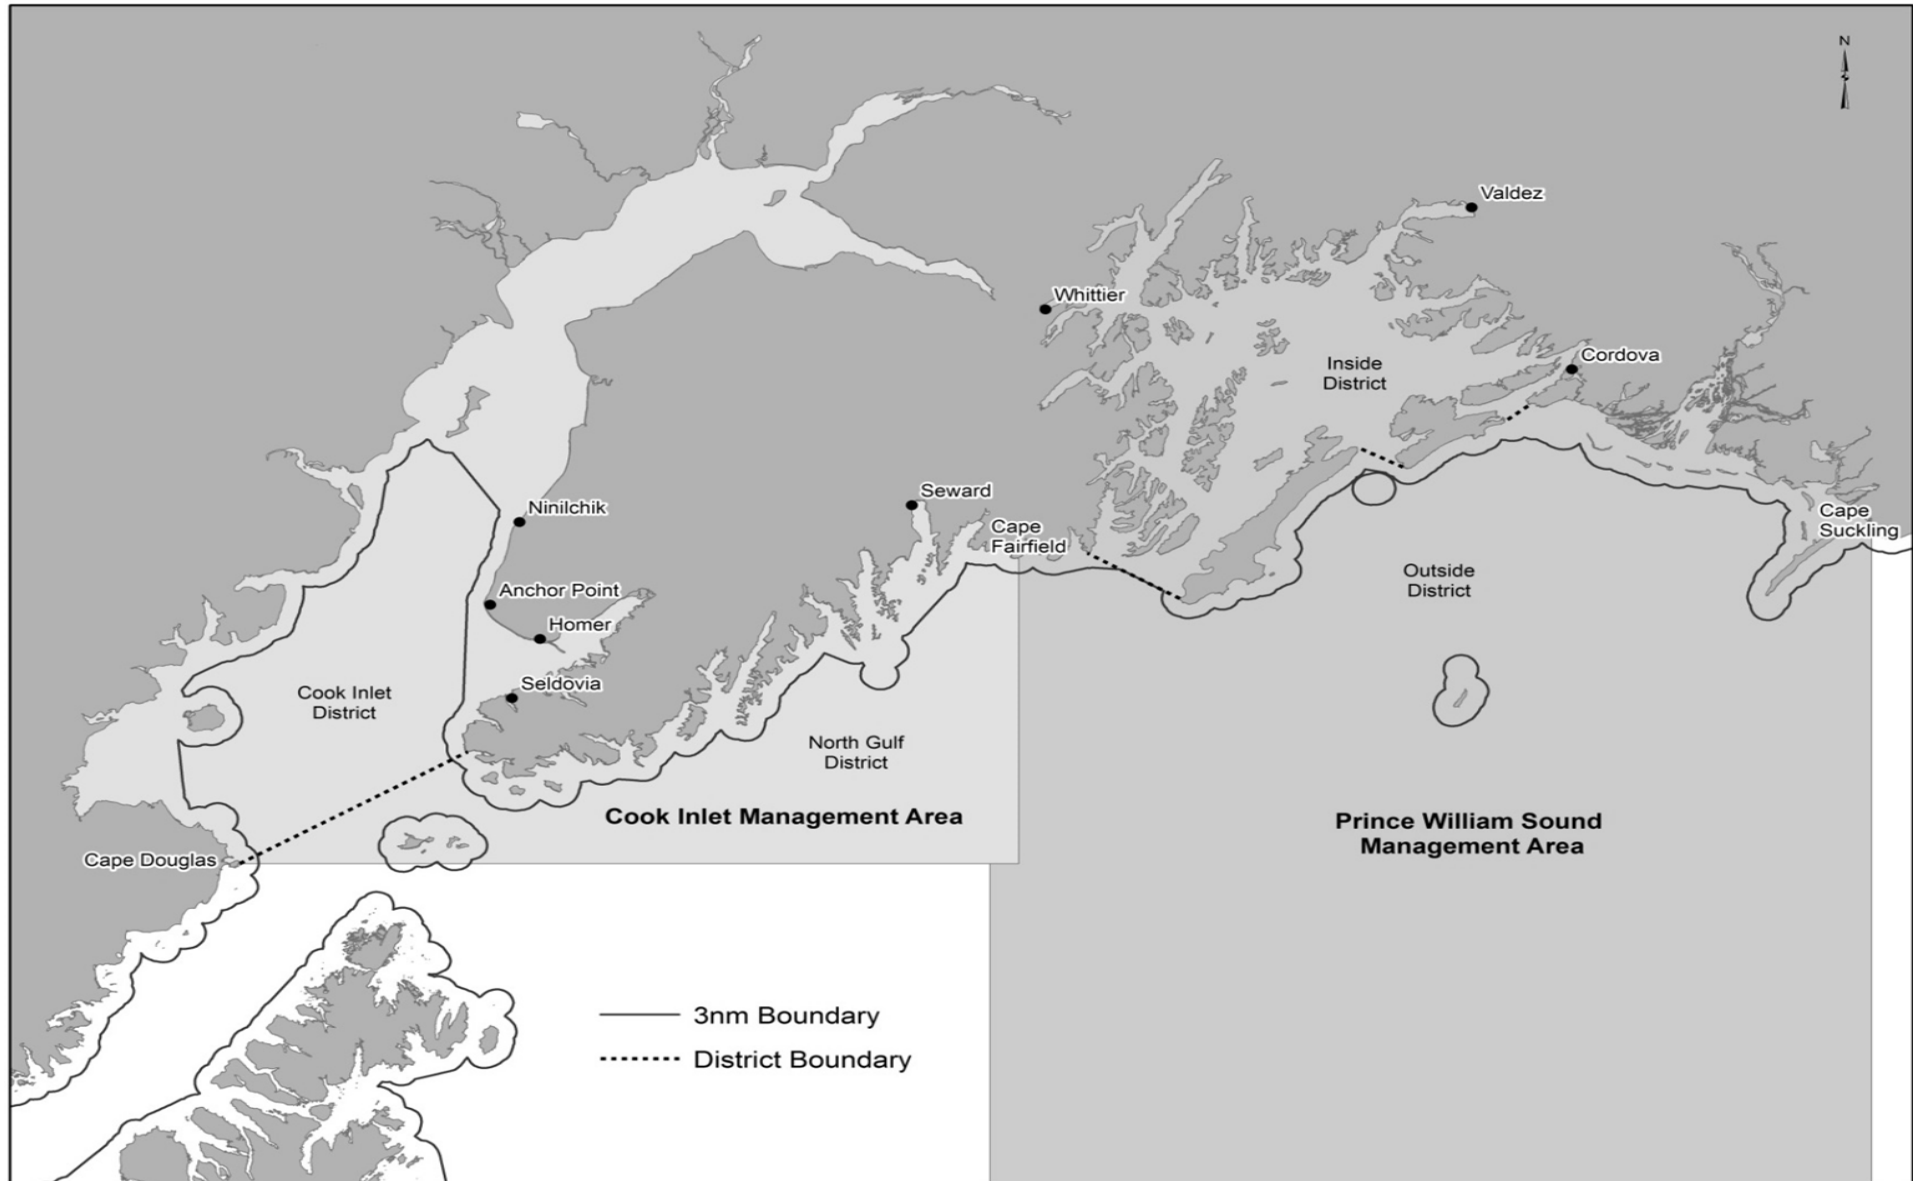 N
Valdez
Whittier
Cordova
Inside
District
Seward
Ninilchik
Cape
Fairfield
Cape
Suckling
Anchor Point
Outside
District
Homer
Seldovia
Cook Inlet
District
North Gulf
District
Cook Inlet Management Area
Prince William Sound
Management Area
Cape Douglas
3nm Boundary
District Boundary